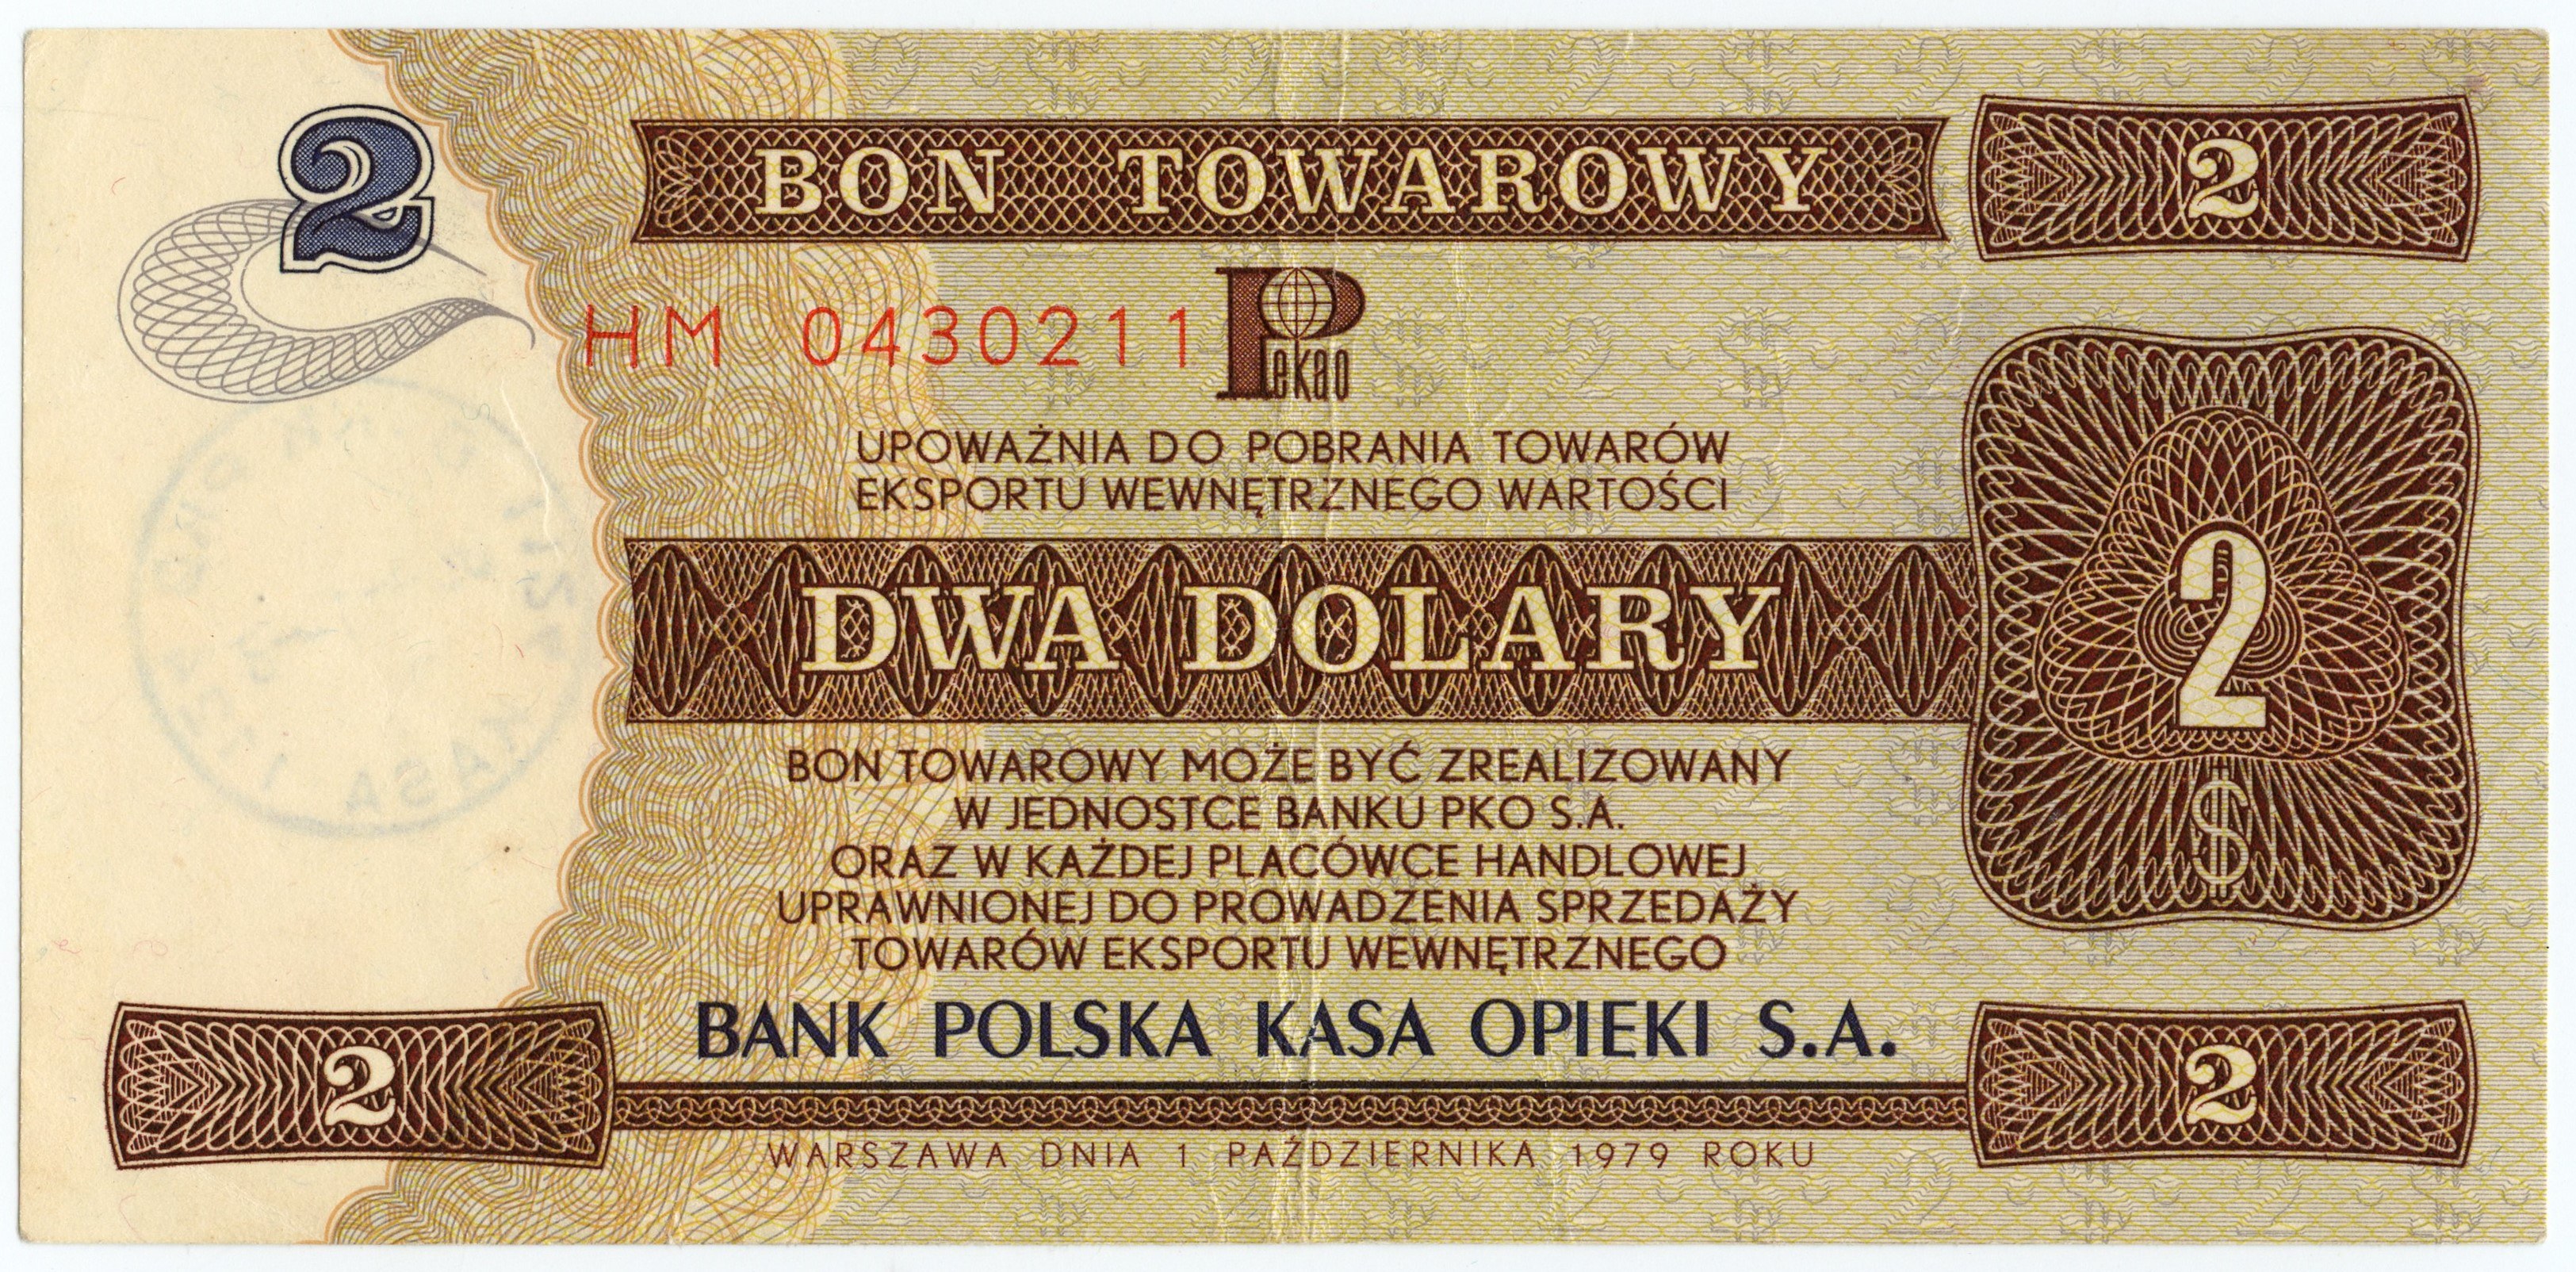 2
BON TOWAROWY
2
HM 0430211
Pekao
UPOWAŻNIA DO POBRANIA TOWARÓW
EKSPORTU WEWNĘTRZNEGO WARTOŚCI
DWA DOLARY
2
$
BON TOWAROWY MOŻE BYĆ ZREALIZOWANY
W JEDNOSTCE BANKU PKO S.A.
ORAZ W KAŻDEJ PLACÓWCE HANDLOWEJ
UPRAWNIONEJ DO PROWADZENIA SPRZEDAŻY
TOWARÓW EKSPORTU WEWNĘTRZNEGO
BANK POLSKA KASA OPIEKI S.A.
2
2
WARSZAWA DNIA 1 PAŹDZIERNIKA 1979 ROKU